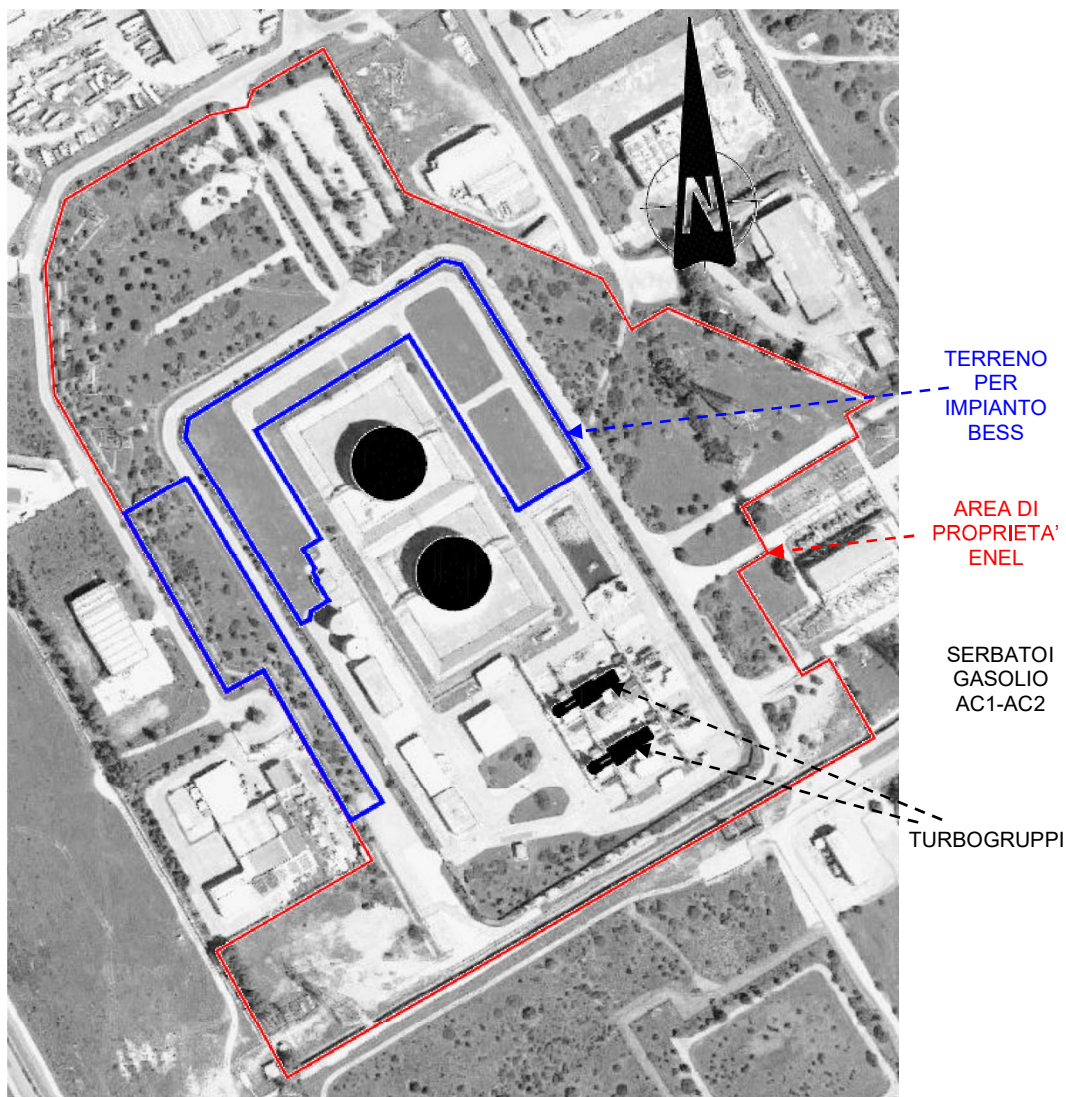 N
TERRENO
PER
IMPIANTO
BESS
AREA DI
PROPRIETA'
ENEL
SERBATOI
GASOLIO
AC1-AC2
TURBOGRUPPI